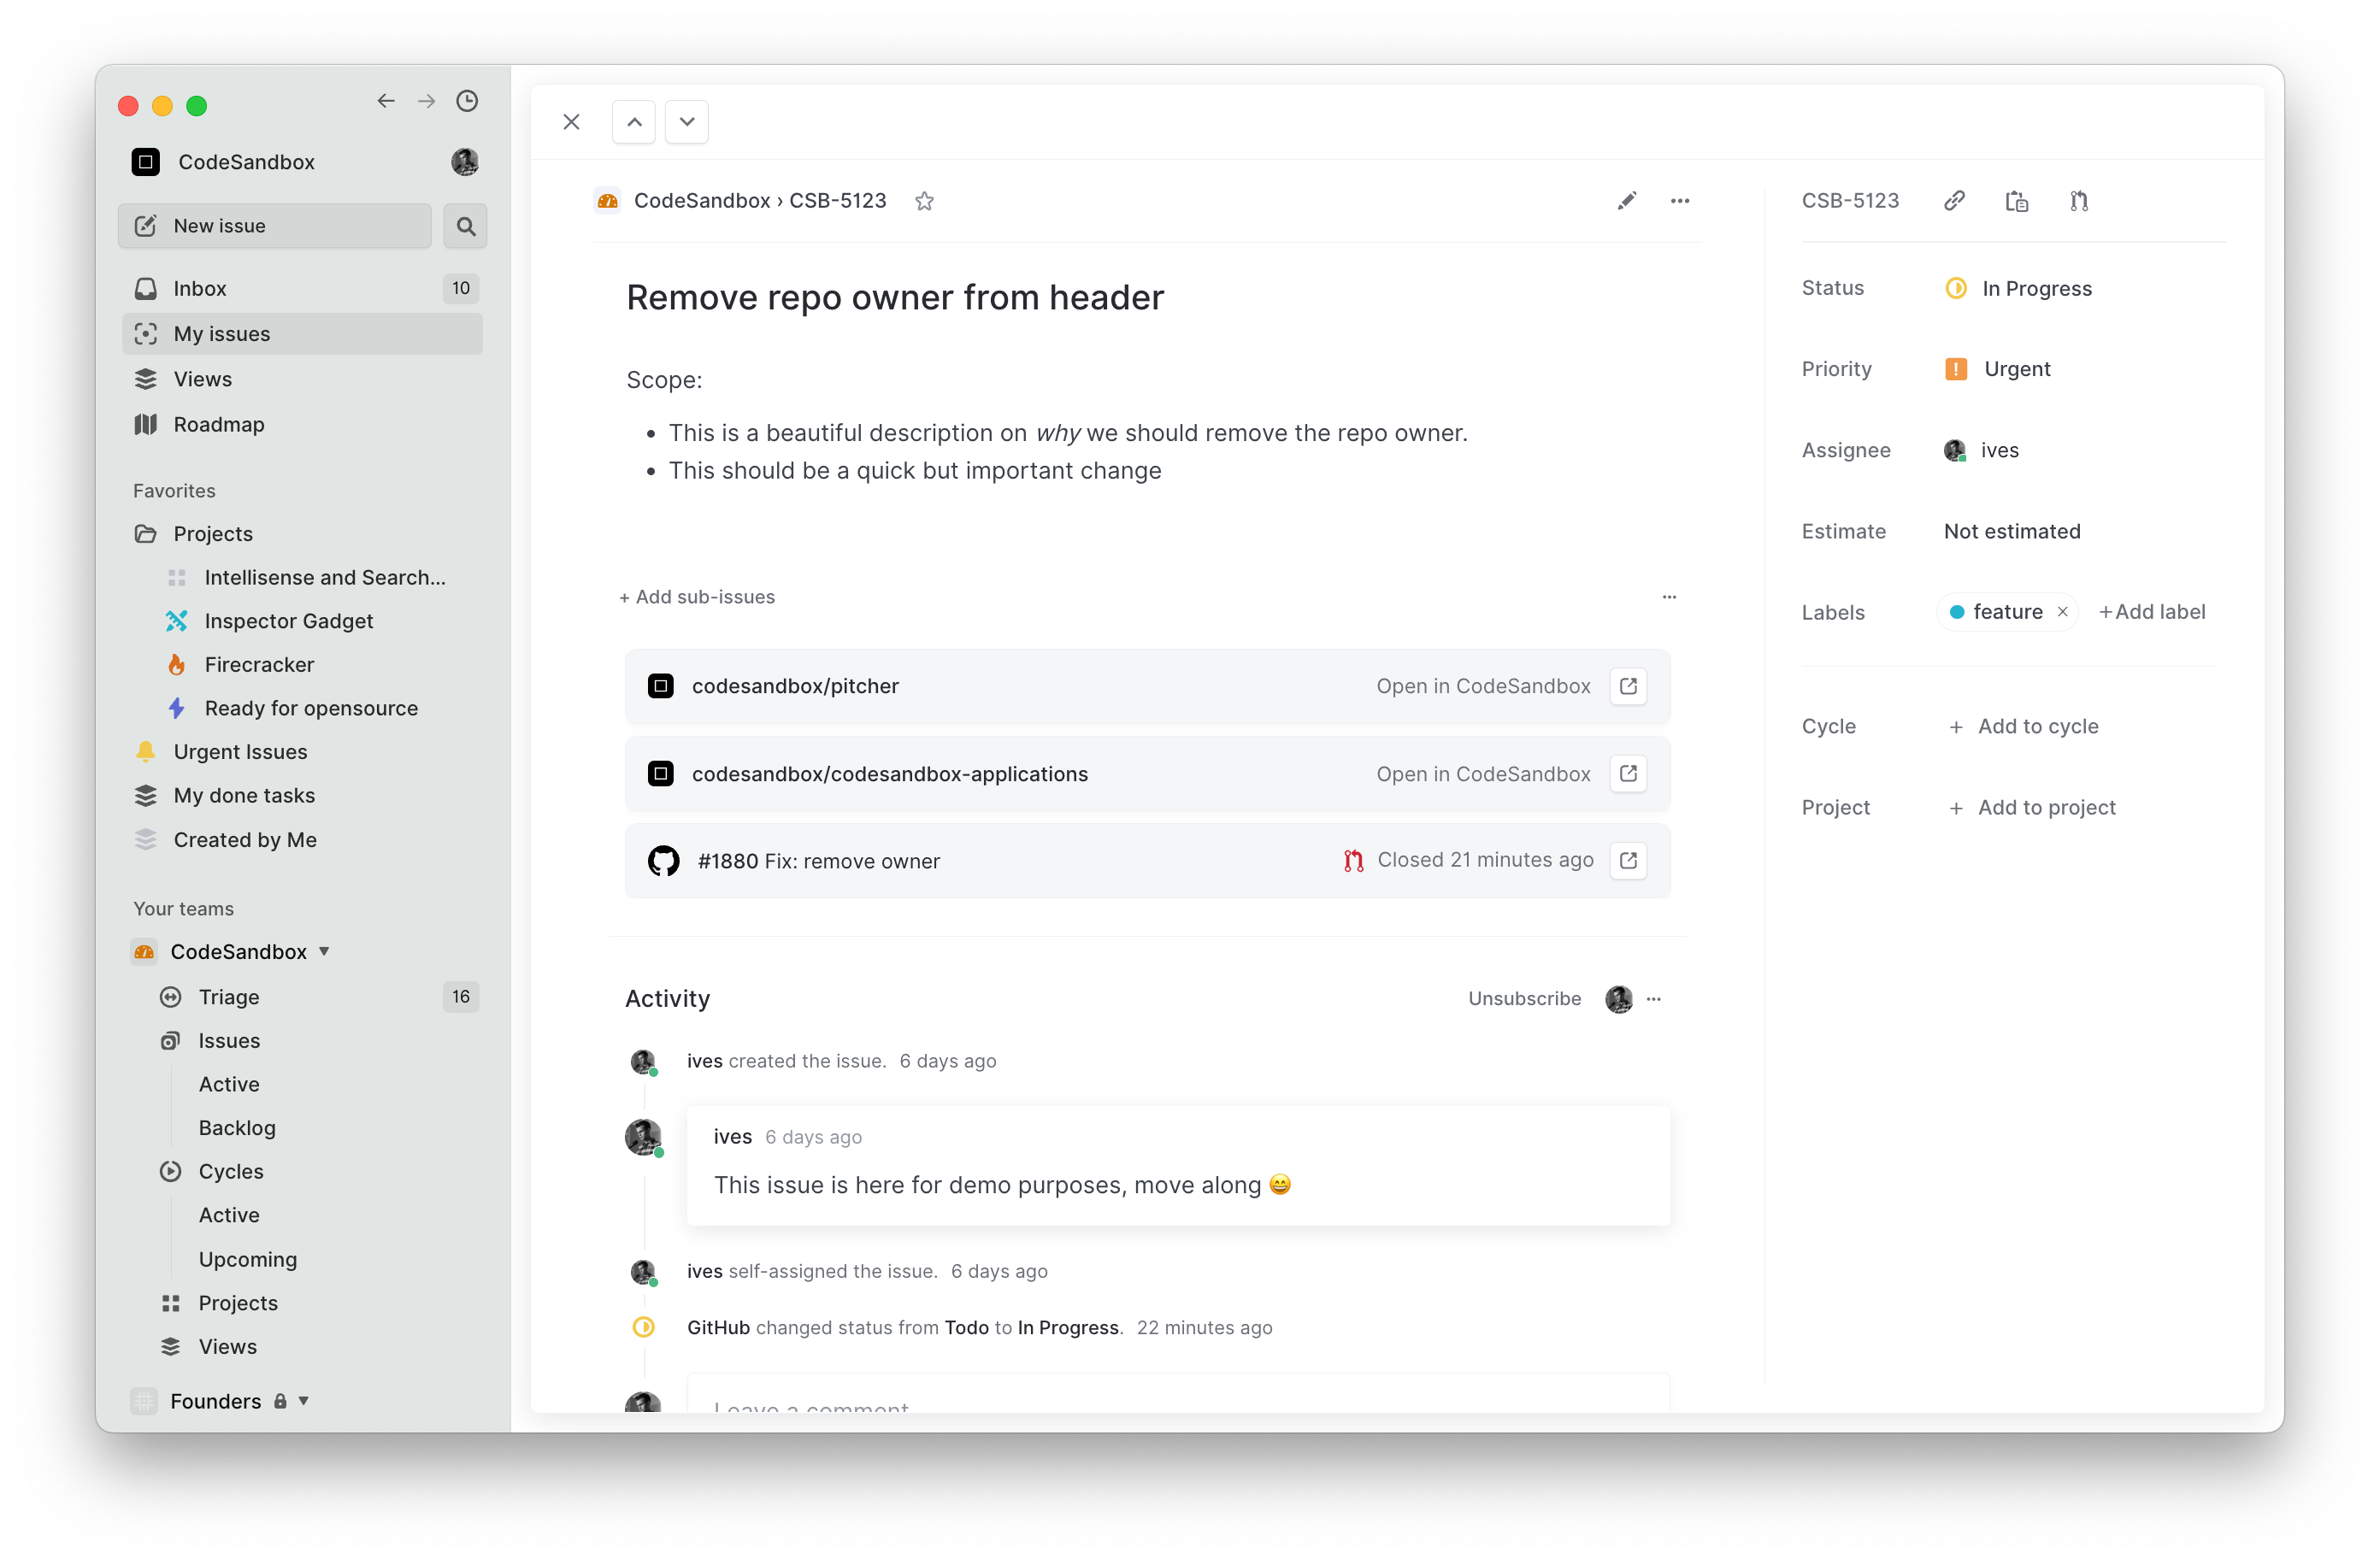 CodeSandbox
New issue
Inbox 10
My issues
Views
Roadmap
Favorites
Projects
Intellisense and Search...
Inspector Gadget
Firecracker
Ready for opensource
Urgent Issues
My done tasks
Created by Me
Your teams
CodeSandbox
Triage 16
Issues
Active
Backlog
Cycles
Active
Upcoming
Projects
Views
Founders
CodeSandbox › CSB-5123
Remove repo owner from header
Scope:
• This is a beautiful description on why we should remove the repo owner.
• This should be a quick but important change
+ Add sub-issues
codesandbox/pitcher Open in CodeSandbox
codesandbox/codesandbox-applications Open in CodeSandbox
#1880 Fix: remove owner Closed 21 minutes ago
Activity Unsubscribe
ives created the issue. 6 days ago
ives 6 days ago
This issue is here for demo purposes, move along 😄
ives self-assigned the issue. 6 days ago
GitHub changed status from Todo to In Progress. 22 minutes ago
Leave a comment
CSB-5123
Status In Progress
Priority Urgent
Assignee ives
Estimate Not estimated
Labels feature × +Add label
Cycle + Add to cycle
Project + Add to project